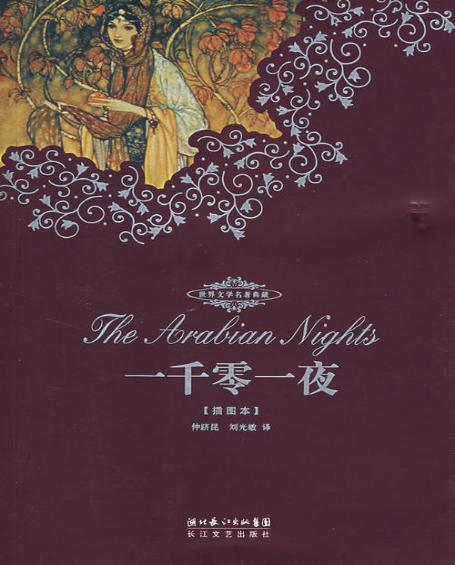 世界文学名著典藏
The Arabian Nights
一千零一夜
【插图本】
仲跻昆 刘光敏 译
湖北长江出版集团
长江文艺出版社